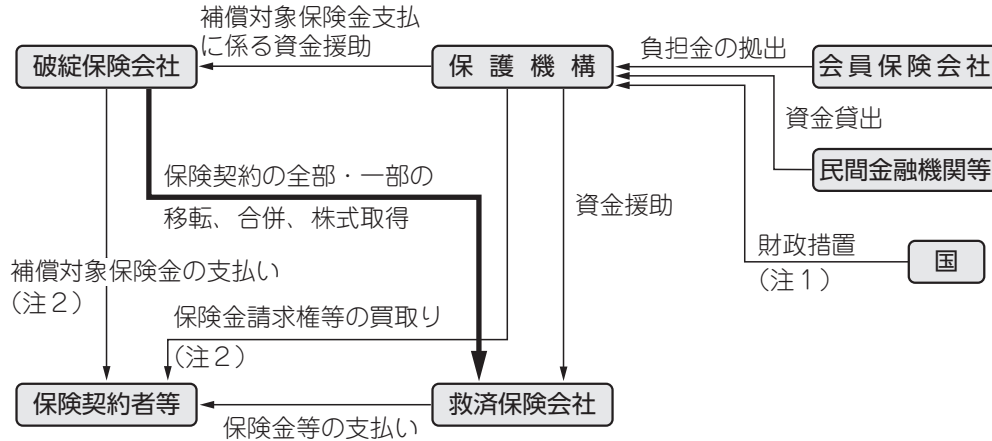 補償対象保険金支払
に係る資金援助
破綻保険会社
保護機構
負担金の拠出
会員保険会社
資金貸出
民間金融機関等
保険契約の全部・一部の
移転、合併、株式取得
資金援助
財政措置
（注１）
国
補償対象保険金の支払い
（注２）
保険金請求権等の買取り
（注２）
保険契約者等
救済保険会社
保険金等の支払い